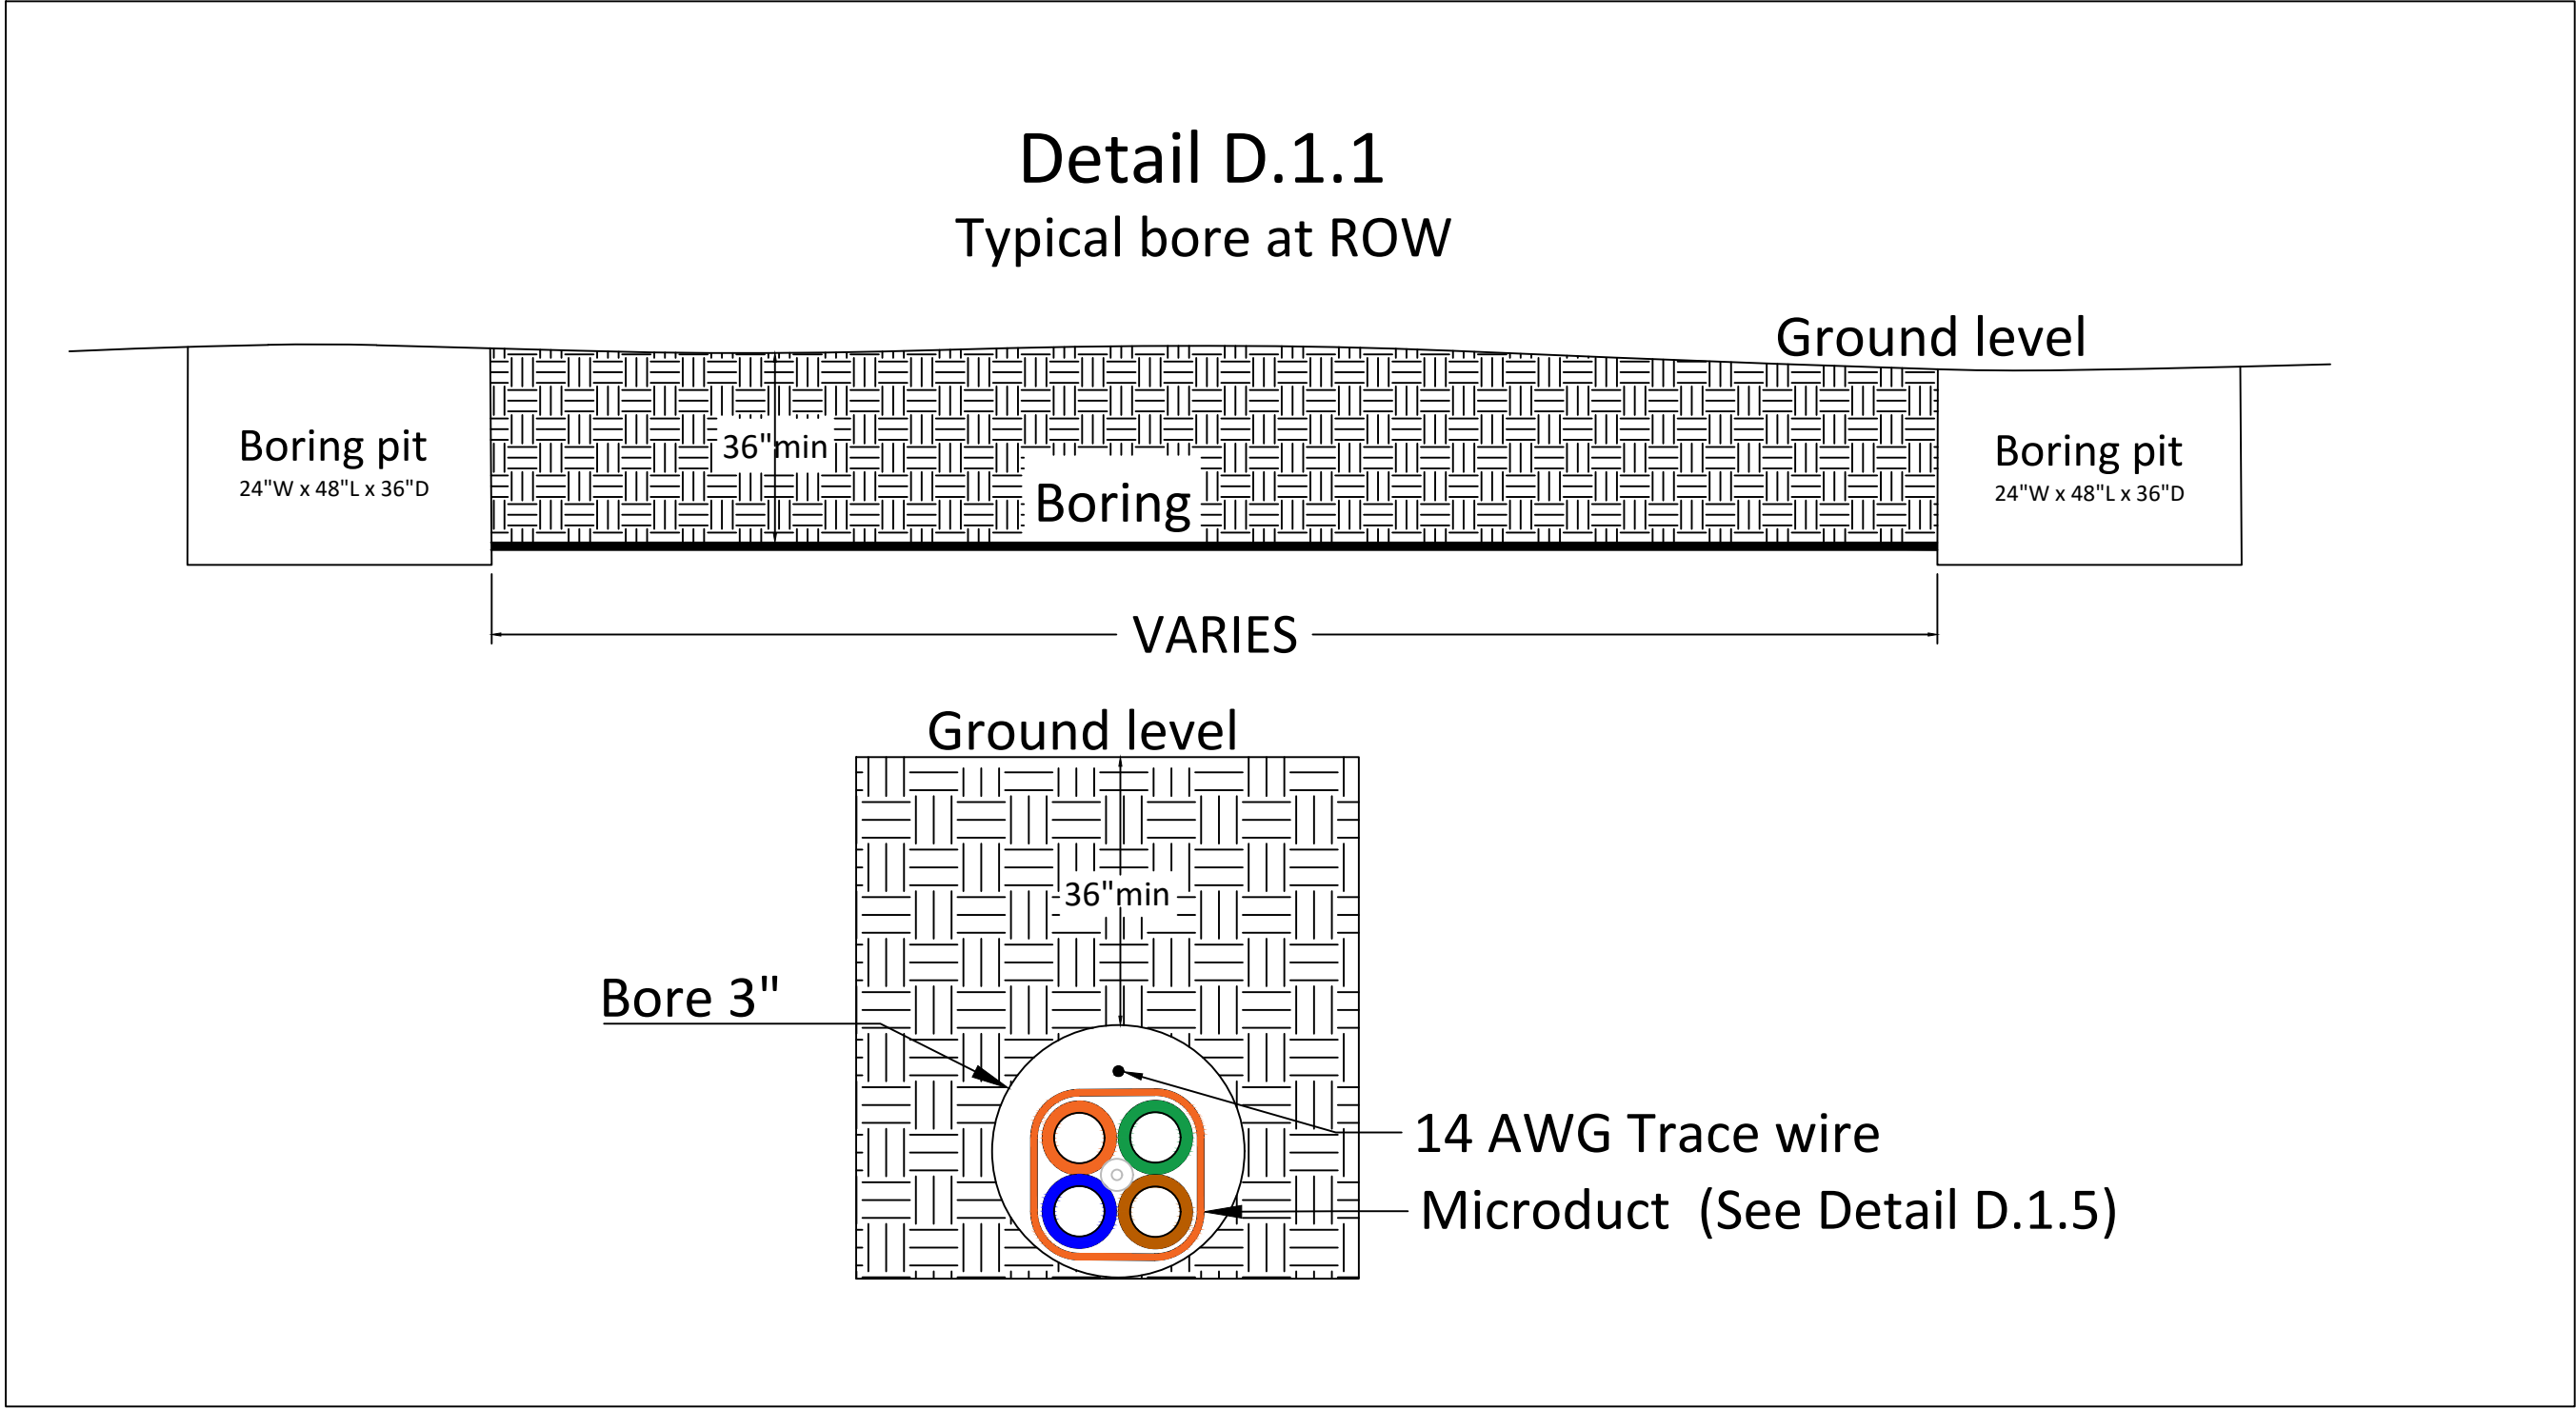 Detail D.1.1
Typical bore at ROW
Ground level
Boring pit
24"W x 48"L x 36"D
36"min
Boring
Boring pit
24"W x 48"L x 36"D
VARIES
Ground level
36"min
Bore 3"
14 AWG Trace wire
Microduct  (See Detail D.1.5)